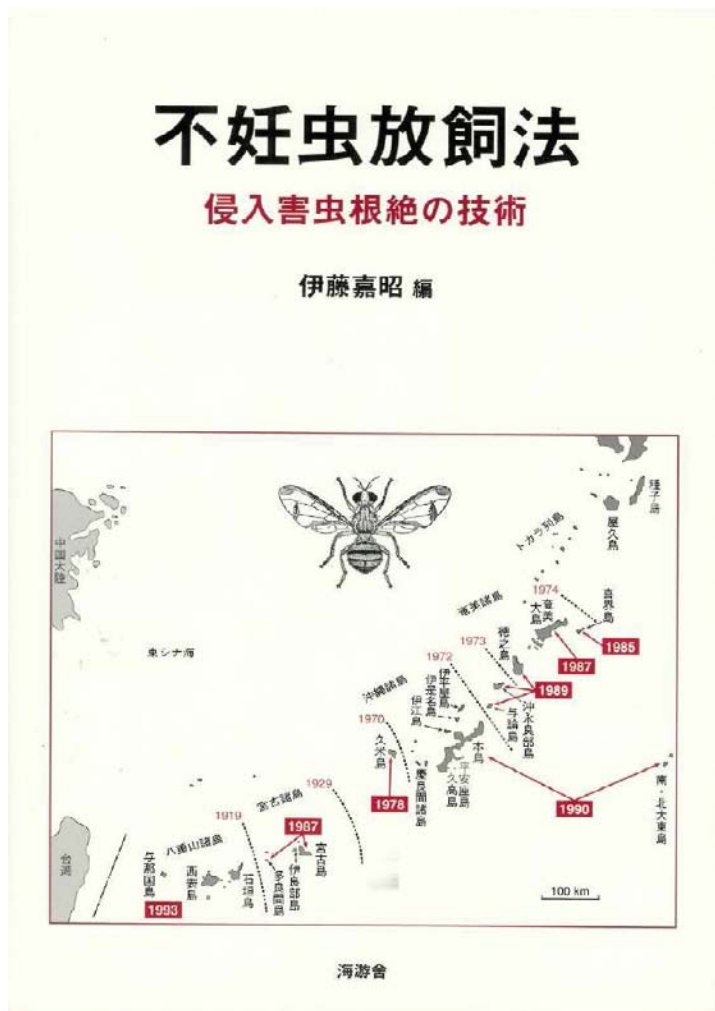 不妊虫放飼法
侵入害虫根絶の技術
伊藤嘉昭 編
種子島
屋久島
トカラ列島
中国大陸
1974
喜界島
奄美大島
奄美諸島
1985
徳之島
1973
1987
東シナ海
1972
伊平屋島
伊是名島
伊江島
沖縄諸島
1989
沖永良部島
与論島
1970
久米島
本島
平安座島
久高島
慶良間諸島
南・北大東島
1978
1990
1929
宮古諸島
1919
1987
八重山諸島
宮古島
伊良部島
多良間島
石垣島
西表島
与那国島
台湾
1993
100 km
海游舎